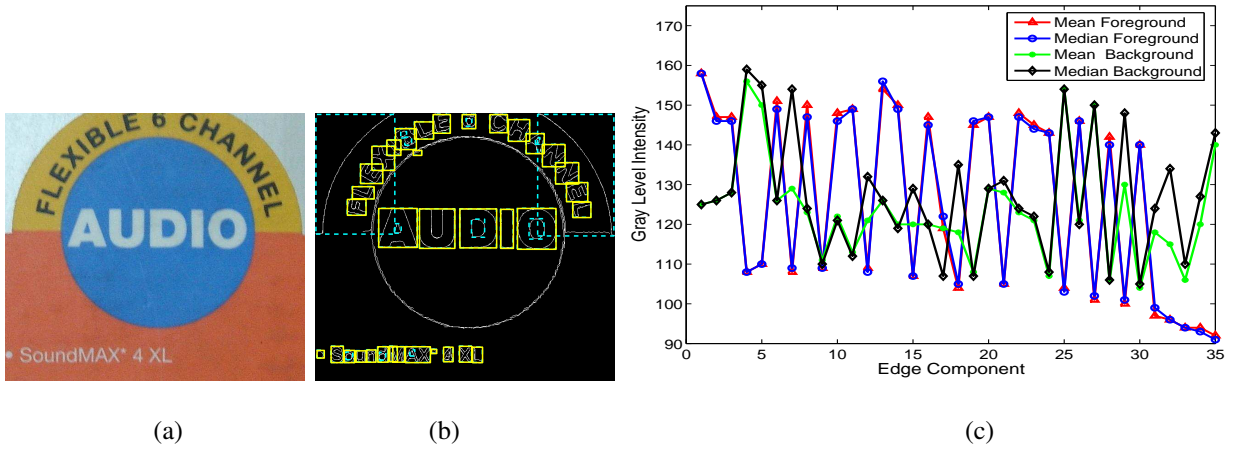 FLEXIBLE 6 CHANNEL
AUDIO
• SoundMAX* 4 XL
(a)
(b)
170
160
150
140
130
120
110
100
90
0
5
10
15
20
25
30
35
Gray Level Intensity
Edge Component
Mean Foreground
Median Foreground
Mean Background
Median Background
(c)